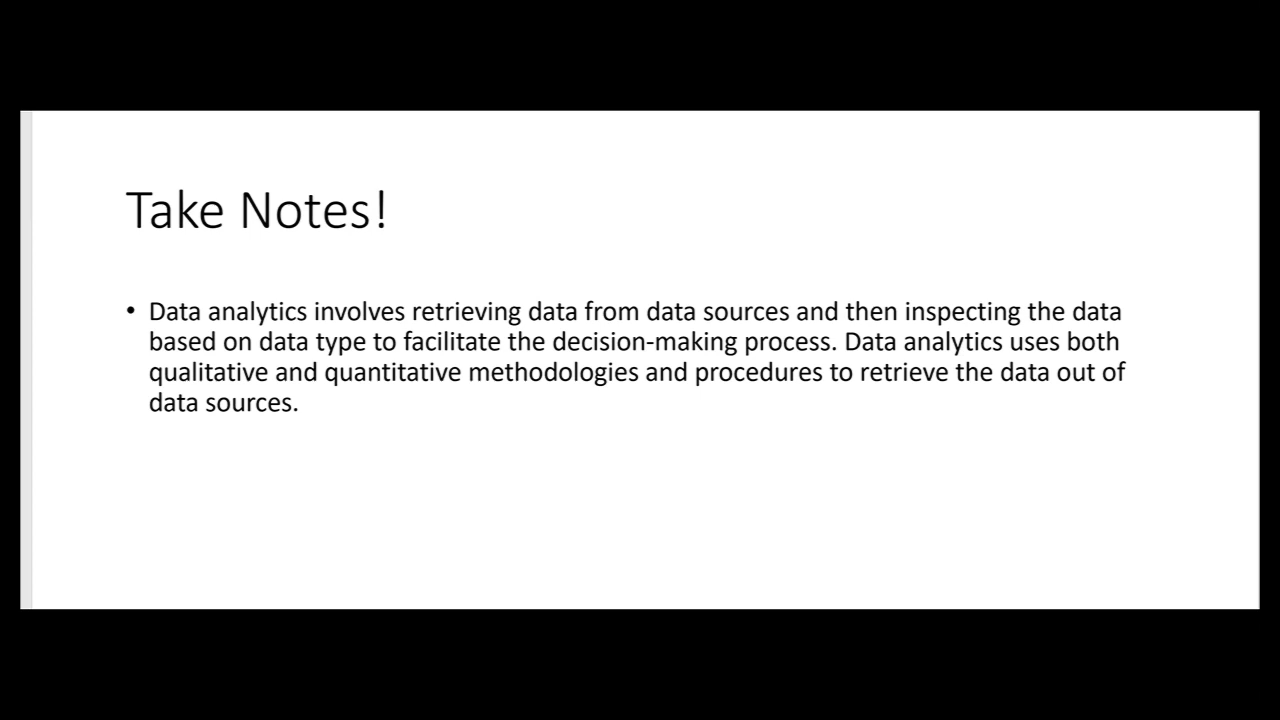 Take Notes!
• Data analytics involves retrieving data from data sources and then inspecting the data
based on data type to facilitate the decision-making process. Data analytics uses both
qualitative and quantitative methodologies and procedures to retrieve the data out of
data sources.